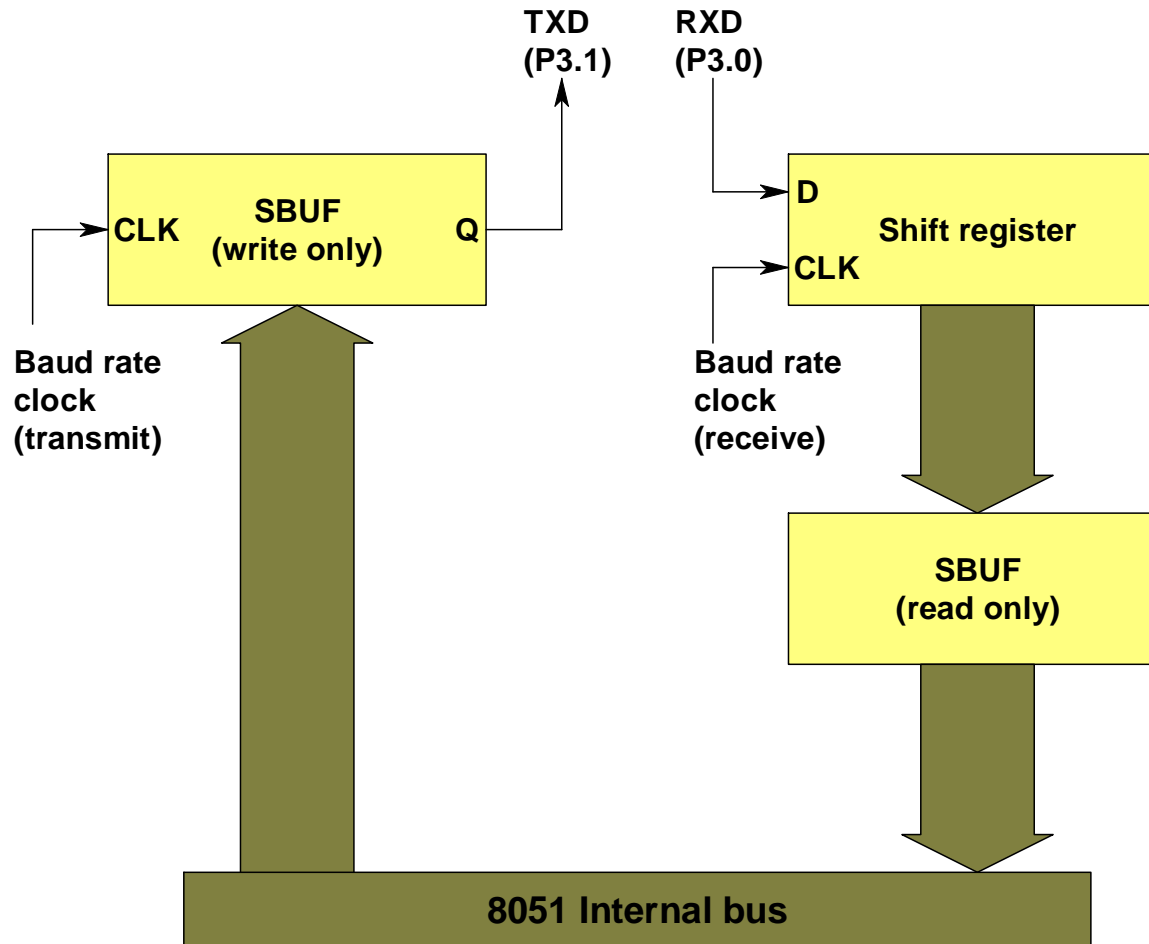 TXD
(P3.1)
RXD
(P3.0)
CLK
SBUF
(write only)
Q
D
Shift register
CLK
Baud rate
clock
(transmit)
Baud rate
clock
(receive)
SBUF
(read only)
8051 Internal bus